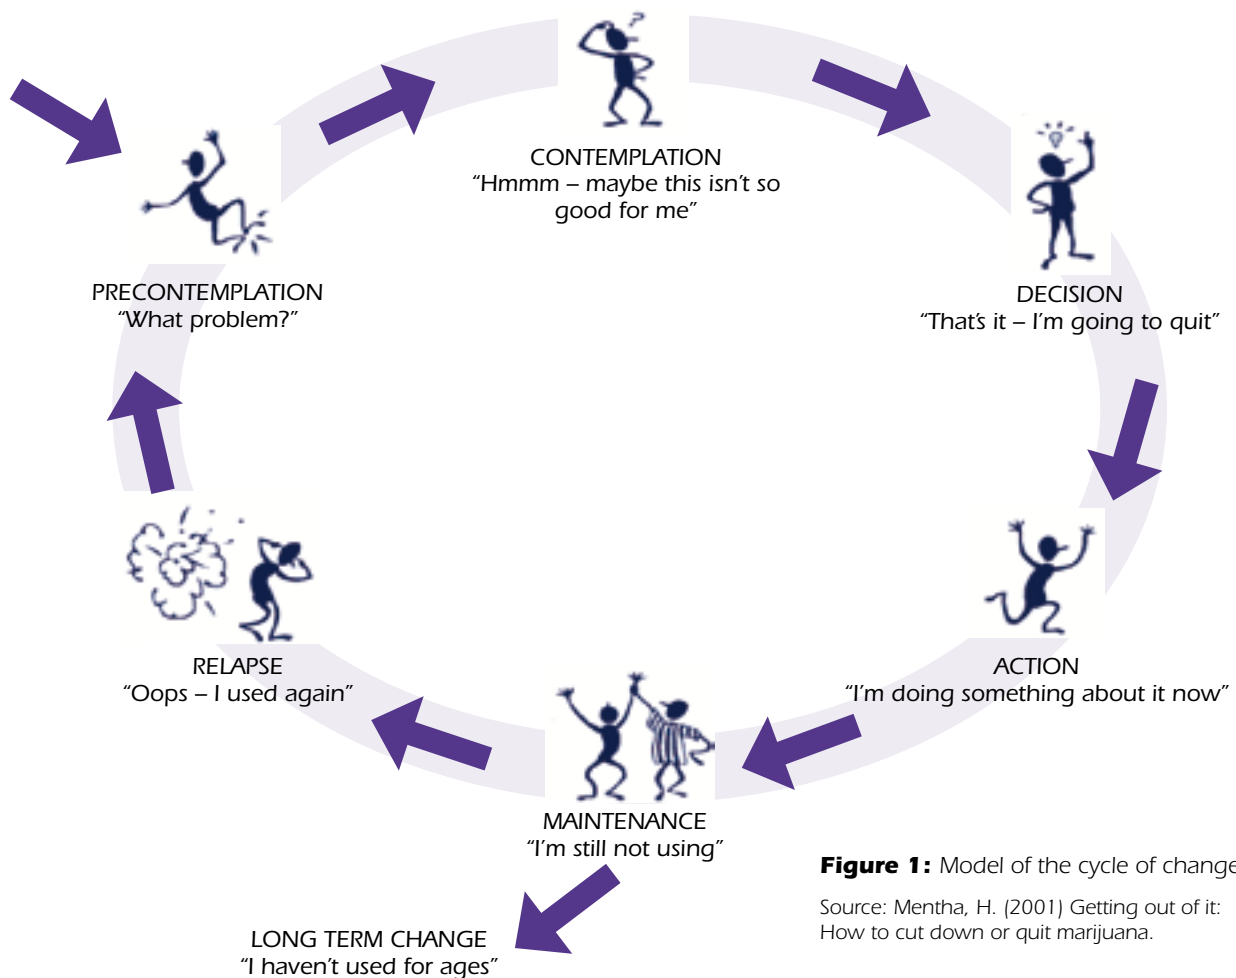 CONTEMPLATION
“Hmmm – maybe this isn’t so
good for me”
DECISION
“That’s it – I’m going to quit”
ACTION
“I’m doing something about it now”
MAINTENANCE
“I’m still not using”
LONG TERM CHANGE
“I haven’t used for ages”
RELAPSE
“Oops – I used again”
PRECONTEMPLATION
“What problem?”
?
Figure 1: Model of the cycle of change
Source: Mentha, H. (2001) Getting out of it:
How to cut down or quit marijuana.